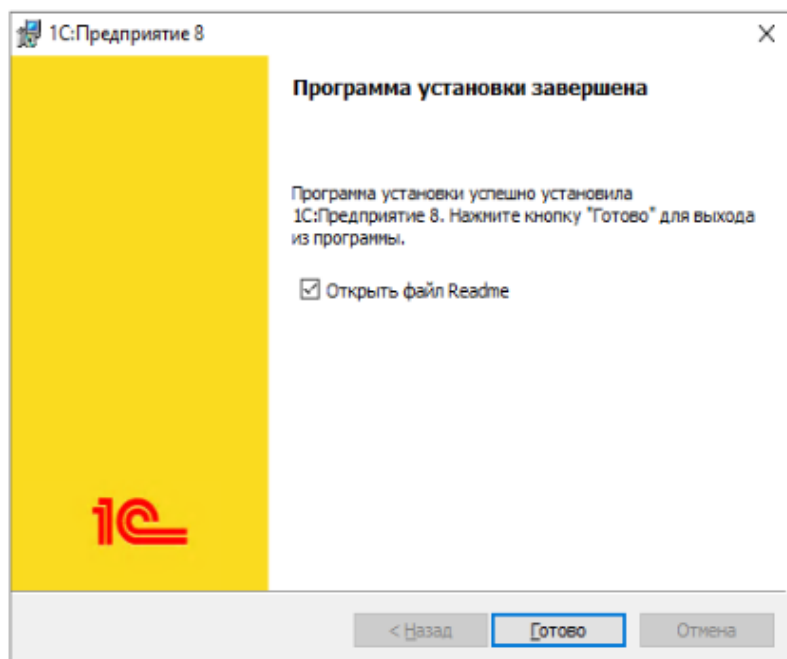 1С:Предприятие 8
Программа установки завершена
Программа установки успешно установила
1С:Предприятие 8. Нажмите кнопку "Готово" для выхода
из программы.
Открыть файл Readme
1С
< Назад
Готово
Отмена